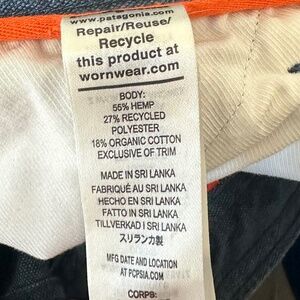 www.patagonia.com
Repair/Reuse/
Recycle
this product at
wornwear.com
BODY:
55% HEMP
27% RECYCLED
POLYESTER
18% ORGANIC COTTON
EXCLUSIVE OF TRIM
MADE IN SRI LANKA
FABRIQUÉ AU SRI LANKA
HECHO EN SRI LANKA
FATTO IN SRI LANKA
TILLVERKAD I SRI LANKA
スリランカ製
MFG DATE AND LOCATION
AT PCPSIA.COM
CORPS: